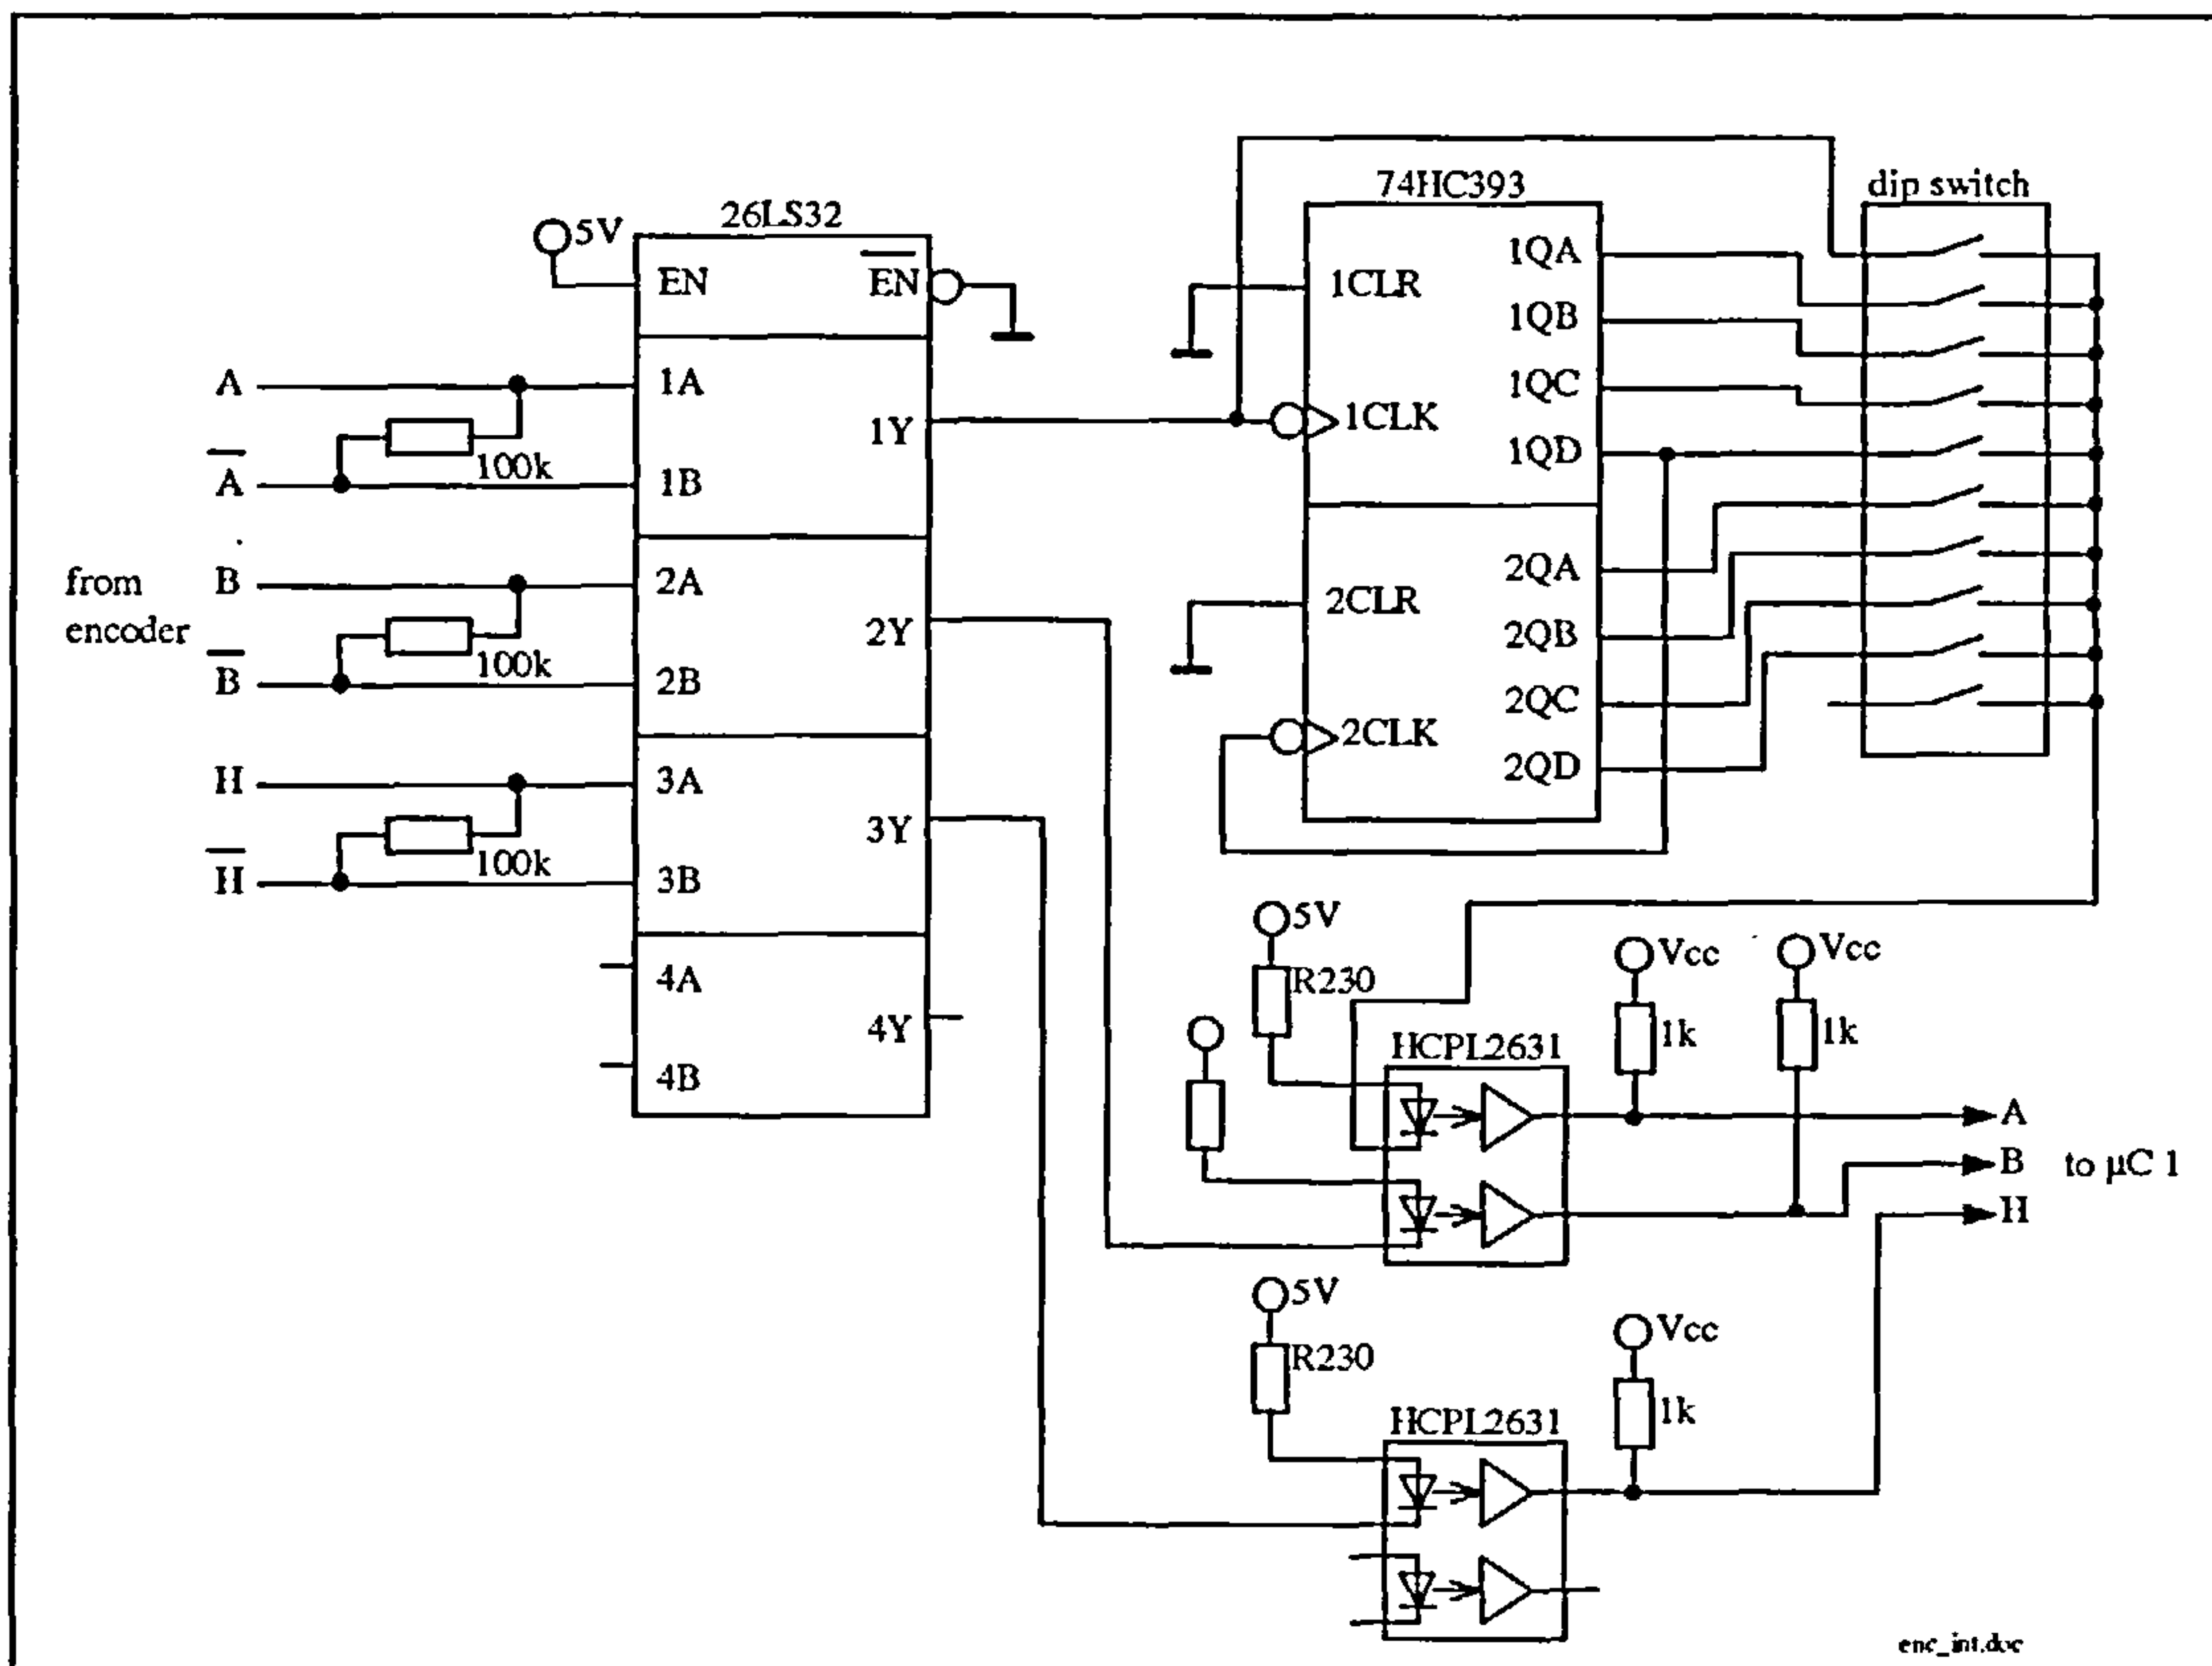 26LS32
5V
EN
E̅N̅
A
A̅
100k
1A
1B
1Y
from
encoder
B
B̅
100k
2A
2B
2Y
H
H̅
100k
3A
3B
3Y
4A
4B
4Y
74HC393
1CLR
1CLK
1QA
1QB
1QC
1QD
2CLR
2CLK
2QA
2QB
2QC
2QD
dip switch
5V
R230
HCPL2631
Vcc
1k
Vcc
1k
A
B
H
to µC 1
5V
R230
HCPL2631
Vcc
1k
enc_int.doc